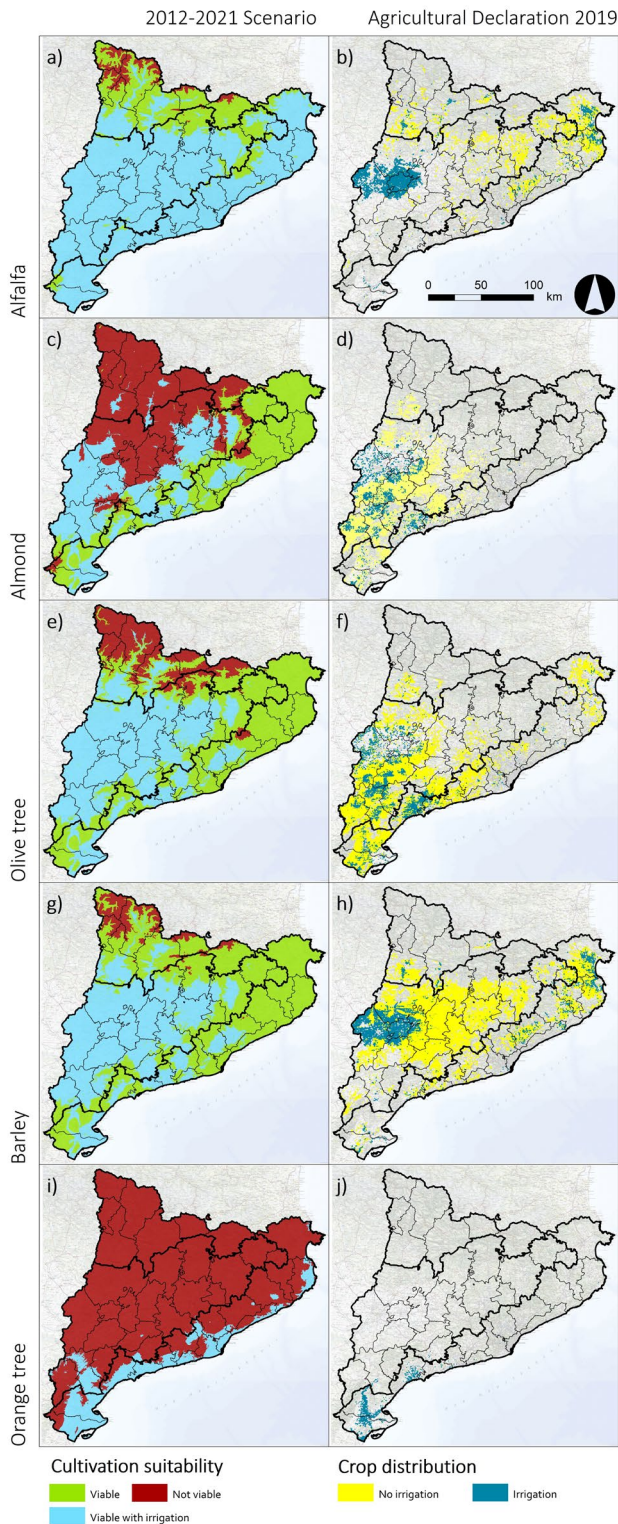 2012-2021 Scenario
Agricultural Declaration 2019
a)
b)
0 50 100
km
Alfalfa
c)
d)
Almond
e)
f)
Olive tree
g)
h)
Barley
i)
j)
Orange tree
Cultivation suitability
Crop distribution
Viable
Not viable
No irrigation
Irrigation
Viable with irrigation